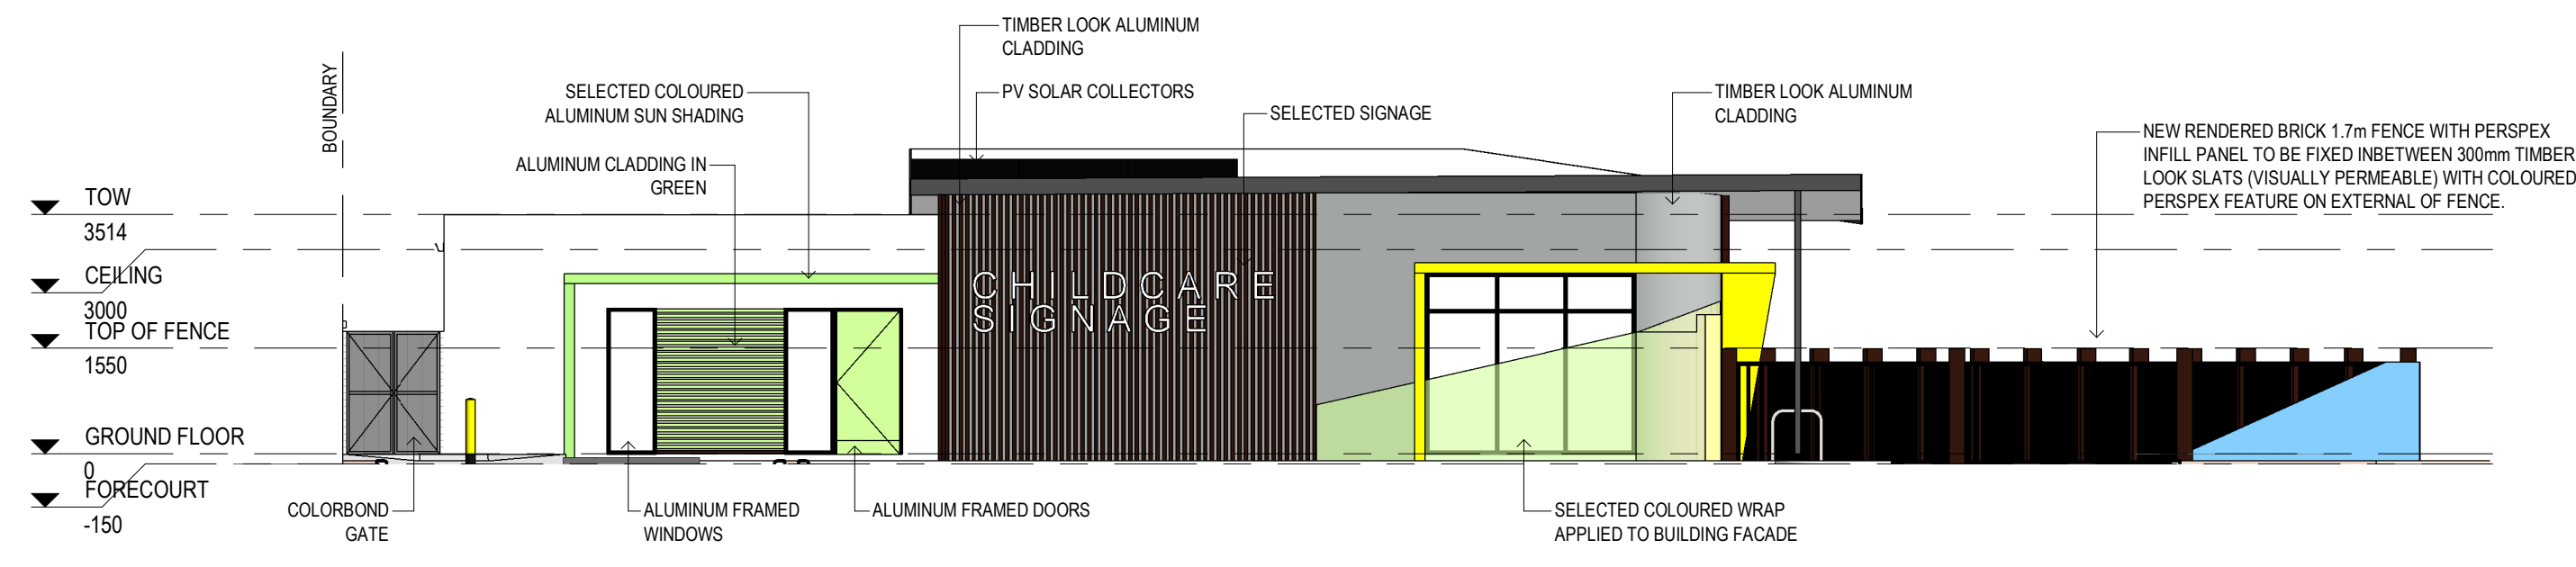 TIMBER LOOK ALUMINUM
CLADDING
BOUNDARY
SELECTED COLOURED
ALUMINUM SUN SHADING
PV SOLAR COLLECTORS
SELECTED SIGNAGE
TIMBER LOOK ALUMINUM
CLADDING
NEW RENDERED BRICK 1.7m FENCE WITH PERSPEX
INFILL PANEL TO BE FIXED INBETWEEN 300mm TIMBER
LOOK SLATS (VISUALLY PERMEABLE) WITH COLOURED
PERSPEX FEATURE ON EXTERNAL OF FENCE.
ALUMINUM CLADDING IN
GREEN
TOW
3514
CEILING
3000
TOP OF FENCE
1550
GROUND FLOOR
0
FORECOURT
-150
CHILDCARE
SIGNAGE
COLORBOND
GATE
ALUMINUM FRAMED
WINDOWS
ALUMINUM FRAMED DOORS
SELECTED COLOURED WRAP
APPLIED TO BUILDING FACADE